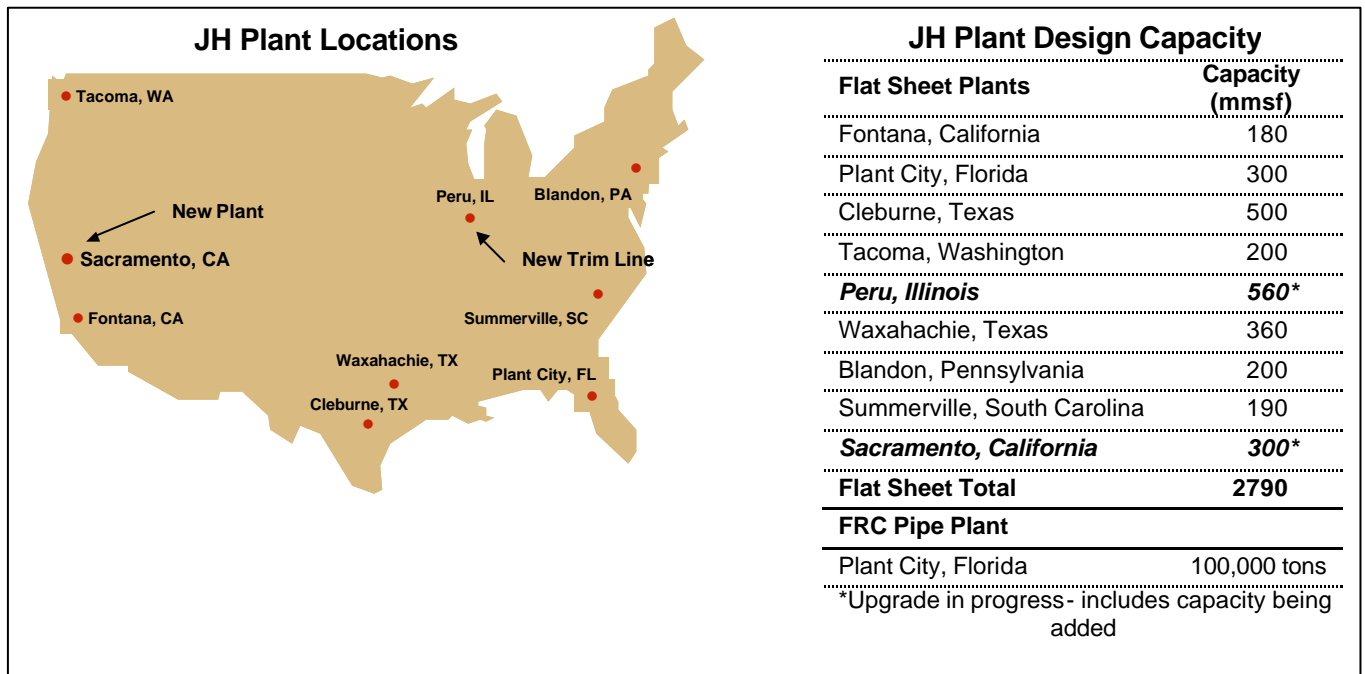 JH Plant Locations
Tacoma, WA
Peru, IL
Blandon, PA
New Plant
Sacramento, CA
New Trim Line
Fontana, CA
Summerville, SC
Waxahachie, TX
Plant City, FL
Cleburne, TX
JH Plant Design Capacity
Flat Sheet Plants Capacity (mmsf)
Fontana, California 180
Plant City, Florida 300
Cleburne, Texas 500
Tacoma, Washington 200
Peru, Illinois 560*
Waxahachie, Texas 360
Blandon, Pennsylvania 200
Summerville, South Carolina 190
Sacramento, California 300*
Flat Sheet Total 2790
FRC Pipe Plant
Plant City, Florida 100,000 tons
*Upgrade in progress- includes capacity being
added